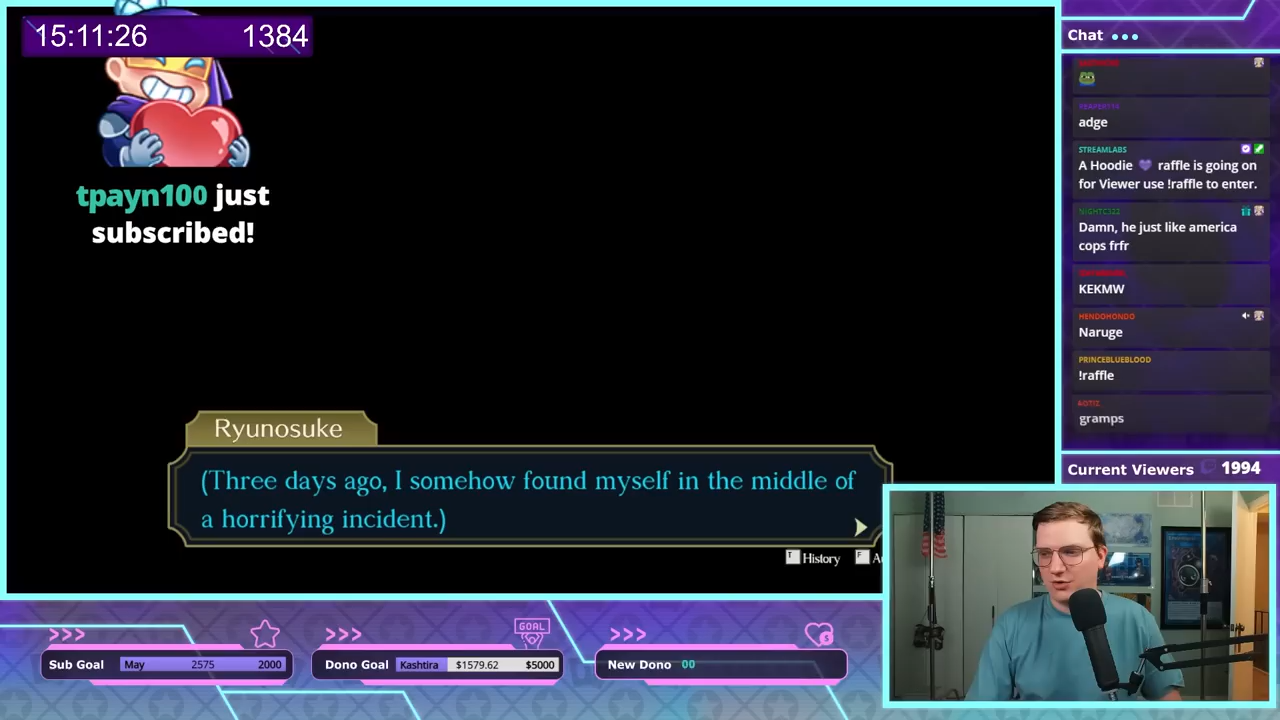 15:11:26 1384
tpayn100 just
subscribed!
Ryunosuke
(Three days ago, I somehow found myself in the middle of
a horrifying incident.)
History
Chat
adge
STREAMLABS
A Hoodie 💜 raffle is going on
for Viewer use !raffle to enter.
NIGHTC322
Damn, he just like america
cops frfr
KEKMW
HENDOHONDO
Naruge
PRINCEBLUEBLOOD
!raffle
gramps
Current Viewers 1994
>>>
Sub Goal May 2575 2000
>>>
GOAL
Dono Goal Kashtira $1579.62 $5000
>>>
New Dono 00